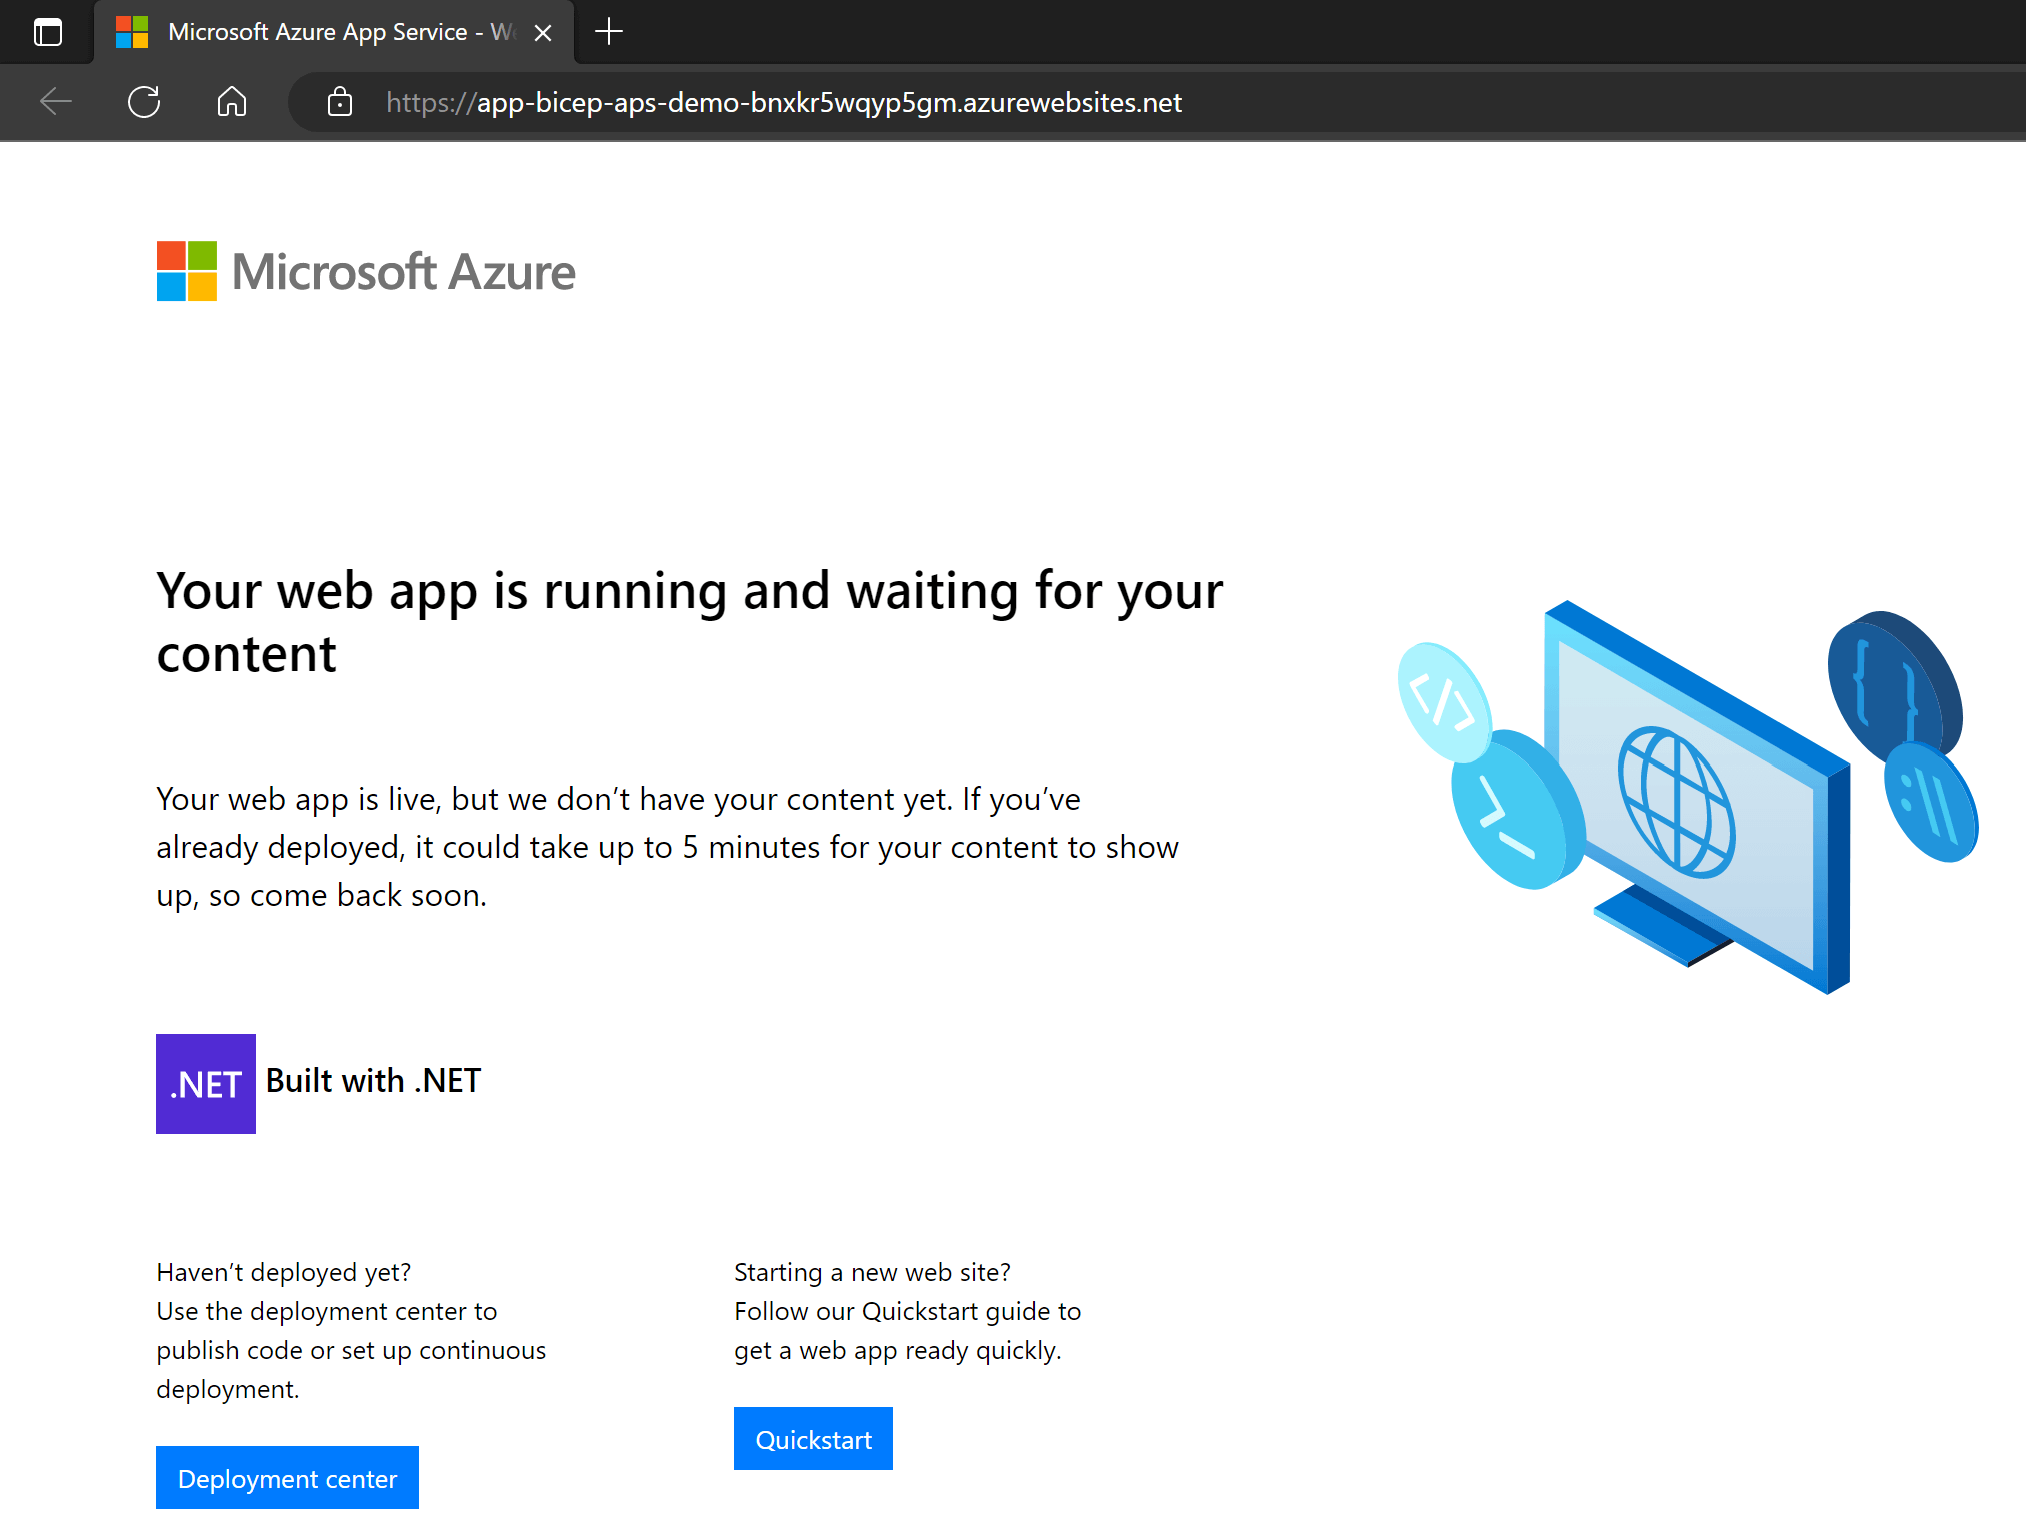 Microsoft Azure App Service - W
https://app-bicep-aps-demo-bnxkr5wqyp5gm.azurewebsites.net
Microsoft Azure
Your web app is running and waiting for your
content
Your web app is live, but we don’t have your content yet. If you’ve
already deployed, it could take up to 5 minutes for your content to show
up, so come back soon.
.NET
Built with .NET
Haven’t deployed yet?
Use the deployment center to
publish code or set up continuous
deployment.
Deployment center
Starting a new web site?
Follow our Quickstart guide to
get a web app ready quickly.
Quickstart